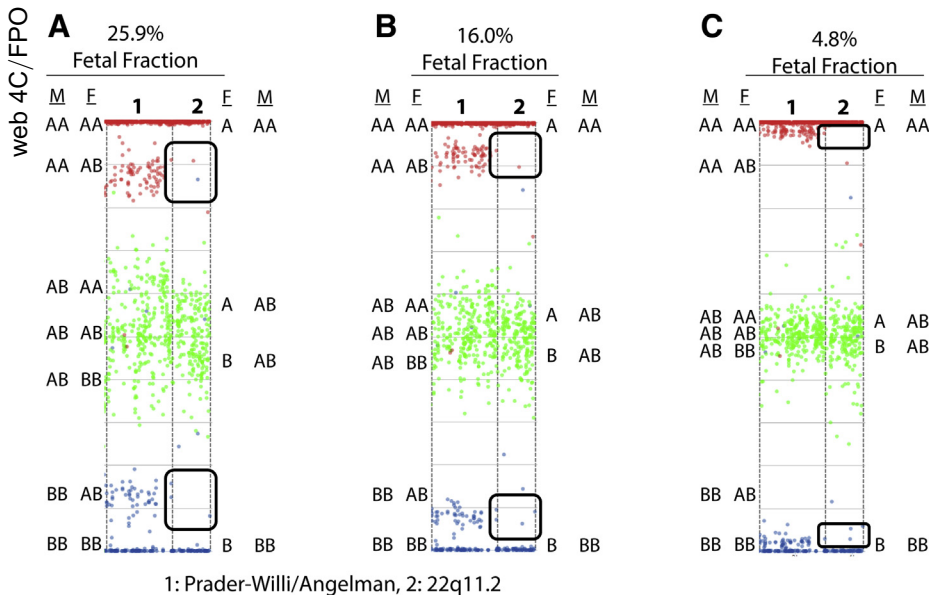 web 4C/FPO
A
25.9%
Fetal Fraction
M F 1 2 F M
AA AA A AA
AA AB
AB AA
A AB
AB AB
B AB
AB BB
BB AB
BB BB B BB
B
16.0%
Fetal Fraction
M F 1 2 F M
AA AA A AA
AA AB
AB AA
A AB
AB AB
B AB
AB BB
BB AB
BB BB B BB
C
4.8%
Fetal Fraction
M F 1 2 F M
AA AA A AA
AA AB
AB AA
A AB
AB AB
B AB
AB BB
BB AB
BB BB B BB
1: Prader-Willi/Angelman, 2: 22q11.2